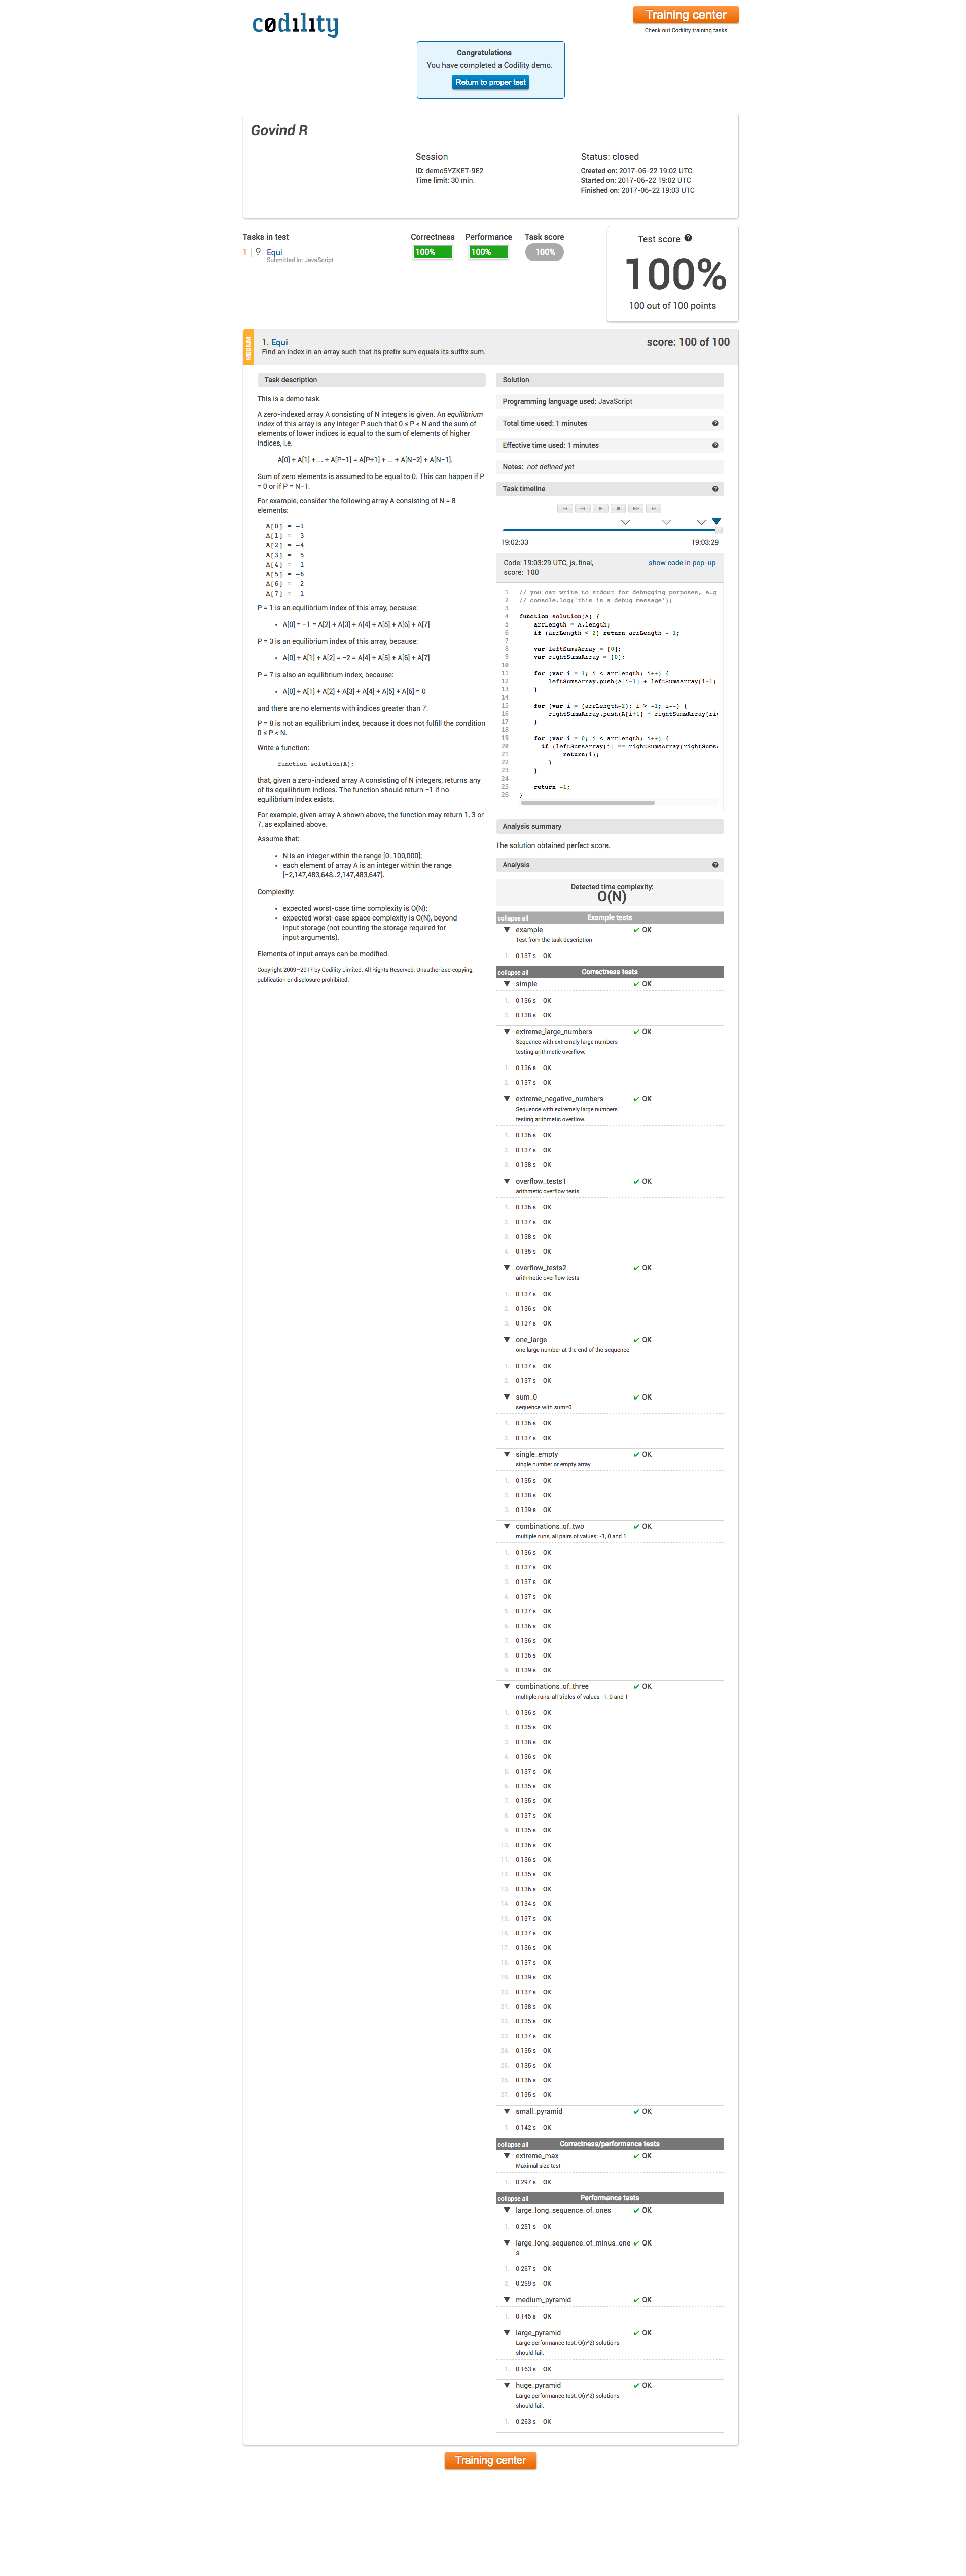 codility
Training center
Check out Codility training tasks
Congratulations
You have completed a Codility demo.
Return to proper test
Govind R
Session
ID: demo5YZKET-9E2
Time limit: 30 min.
Status: closed
Created on: 2017-06-22 19:02 UTC
Started on: 2017-06-22 19:02 UTC
Finished on: 2017-06-22 19:03 UTC
Tasks in test
Correctness
Performance
Task score
1
Equi
Submitted in: JavaScript
100%
100%
100%
Test score
100%
100 out of 100 points
MEDIUM
1. Equi
Find an index in an array such that its prefix sum equals its suffix sum.
score: 100 of 100
Task description
This is a demo task.
A zero-indexed array A consisting of N integers is given. An equilibrium
index of this array is any integer P such that 0 ≤ P < N and the sum of
elements of lower indices is equal to the sum of elements of higher
indices, i.e.
A[0] + A[1] + ... + A[P−1] = A[P+1] + ... + A[N−2] + A[N−1].
Sum of zero elements is assumed to be equal to 0. This can happen if P
= 0 or if P = N−1.
For example, consider the following array A consisting of N = 8
elements:
A[0] = -1
A[1] =  3
A[2] = -4
A[3] =  5
A[4] =  1
A[5] = -6
A[6] =  2
A[7] =  1
P = 1 is an equilibrium index of this array, because:
• A[0] = −1 = A[2] + A[3] + A[4] + A[5] + A[6] + A[7]
P = 3 is an equilibrium index of this array, because:
• A[0] + A[1] + A[2] = −2 = A[4] + A[5] + A[6] + A[7]
P = 7 is also an equilibrium index, because:
• A[0] + A[1] + A[2] + A[3] + A[4] + A[5] + A[6] = 0
and there are no elements with indices greater than 7.
P = 8 is not an equilibrium index, because it does not fulfill the condition
0 ≤ P < N.
Write a function:
function solution(A);
that, given a zero-indexed array A consisting of N integers, returns any
of its equilibrium indices. The function should return −1 if no
equilibrium index exists.
For example, given array A shown above, the function may return 1, 3 or
7, as explained above.
Assume that:
• N is an integer within the range [0..100,000];
• each element of array A is an integer within the range
[−2,147,483,648..2,147,483,647].
Complexity:
• expected worst-case time complexity is O(N);
• expected worst-case space complexity is O(N), beyond
input storage (not counting the storage required for
input arguments).
Elements of input arrays can be modified.
Copyright 2009–2017 by Codility Limited. All Rights Reserved. Unauthorized copying,
publication or disclosure prohibited.
Solution
Programming language used: JavaScript
Total time used: 1 minutes
Effective time used: 1 minutes
Notes: not defined yet
Task timeline
19:02:33
19:03:29
Code: 19:03:29 UTC, js, final,
score: 100
show code in pop-up
1 // you can write to stdout for debugging purposes, e.g.
2 // console.log('this is a debug message');
3
4 function solution(A) {
5 arrLength = A.length;
6 if (arrLength < 2) return arrLength - 1;
7
8 var leftSumsArray = [0];
9 var rightSumsArray = [0];
10
11 for (var i = 1; i < arrLength; i++) {
12 leftSumsArray.push(A[i-1] + leftSumsArray[i-1]
13 }
14
15 for (var i = (arrLength-2); i > -1; i--) {
16 rightSumsArray.push(A[i+1] + rightSumsArray[ri
17 }
18
19 for (var i = 0; i < arrLength; i++) {
20 if (leftSumsArray[i] == rightSumsArray[rightSums
21 return(i);
22 }
23 }
24
25 return -1;
26 }
Analysis summary
The solution obtained perfect score.
Analysis
Detected time complexity:
O(N)
collapse all Example tests
example ✔ OK
Test from the task description
1. 0.137 s OK
collapse all Correctness tests
simple ✔ OK
1. 0.136 s OK
2. 0.138 s OK
extreme_large_numbers ✔ OK
Sequence with extremely large numbers
testing arithmetic overflow.
1. 0.136 s OK
2. 0.137 s OK
extreme_negative_numbers ✔ OK
Sequence with extremely large numbers
testing arithmetic overflow.
1. 0.136 s OK
2. 0.137 s OK
3. 0.138 s OK
overflow_tests1 ✔ OK
arithmetic overflow tests
1. 0.136 s OK
2. 0.137 s OK
3. 0.138 s OK
4. 0.135 s OK
overflow_tests2 ✔ OK
arithmetic overflow tests
1. 0.137 s OK
2. 0.136 s OK
3. 0.137 s OK
one_large ✔ OK
one large number at the end of the sequence
1. 0.137 s OK
2. 0.137 s OK
sum_0 ✔ OK
sequence with sum=0
1. 0.136 s OK
2. 0.137 s OK
single_empty ✔ OK
single number or empty array
1. 0.135 s OK
2. 0.138 s OK
3. 0.139 s OK
combinations_of_two ✔ OK
multiple runs, all pairs of values: -1, 0 and 1
1. 0.136 s OK
2. 0.137 s OK
3. 0.137 s OK
4. 0.137 s OK
5. 0.137 s OK
6. 0.136 s OK
7. 0.136 s OK
8. 0.136 s OK
9. 0.139 s OK
combinations_of_three ✔ OK
multiple runs, all triples of values -1, 0 and 1
1. 0.136 s OK
2. 0.135 s OK
3. 0.138 s OK
4. 0.136 s OK
5. 0.137 s OK
6. 0.135 s OK
7. 0.135 s OK
8. 0.137 s OK
9. 0.135 s OK
10. 0.136 s OK
11. 0.136 s OK
12. 0.135 s OK
13. 0.136 s OK
14. 0.134 s OK
15. 0.137 s OK
16. 0.137 s OK
17. 0.136 s OK
18. 0.137 s OK
19. 0.139 s OK
20. 0.137 s OK
21. 0.138 s OK
22. 0.135 s OK
23. 0.137 s OK
24. 0.135 s OK
25. 0.135 s OK
26. 0.136 s OK
27. 0.135 s OK
small_pyramid ✔ OK
1. 0.142 s OK
collapse all Correctness/performance tests
extreme_max ✔ OK
Maximal size test
1. 0.297 s OK
collapse all Performance tests
large_long_sequence_of_ones ✔ OK
1. 0.251 s OK
large_long_sequence_of_minus_one ✔ OK
s
1. 0.267 s OK
2. 0.259 s OK
medium_pyramid ✔ OK
1. 0.145 s OK
large_pyramid ✔ OK
Large performance test, O(n^2) solutions
should fail.
1. 0.163 s OK
huge_pyramid ✔ OK
Large performance test, O(n^2) solutions
should fail.
1. 0.263 s OK
Training center